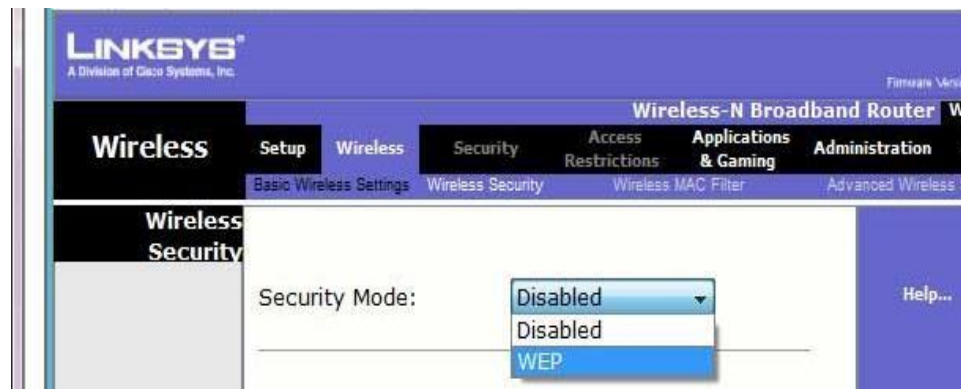 LINKSYS®
A Division of Cisco Systems, Inc.
Firmware
Wireless-N Broadband Router
Wireless
Setup Wireless Security Access Restrictions Applications & Gaming Administration
Basic Wireless Settings Wireless Security Wireless MAC Filter Advanced Wireless
Wireless
Security
Security Mode: Disabled
Help...
Disabled
WEP